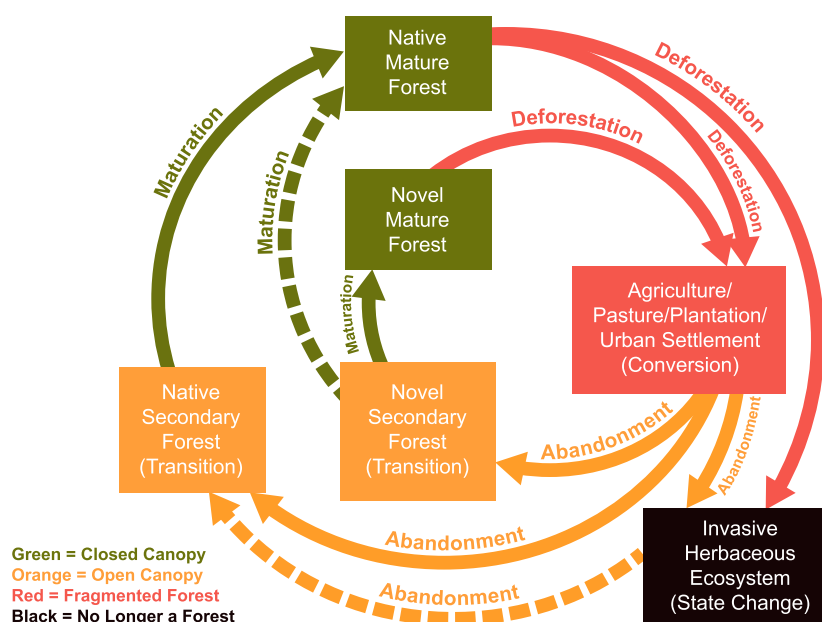 Native
Mature
Forest
Deforestation
Deforestation
Deforestation
Maturation
Maturation
Novel
Mature
Forest
Maturation
Agriculture/
Pasture/Plantation/
Urban Settlement
(Conversion)
Native
Secondary
Forest
(Transition)
Novel
Secondary
Forest
(Transition)
Abandonment
Abandonment
Abandonment
Abandonment
Invasive
Herbaceous
Ecosystem
(State Change)
Green = Closed Canopy
Orange = Open Canopy
Red = Fragmented Forest
Black = No Longer a Forest